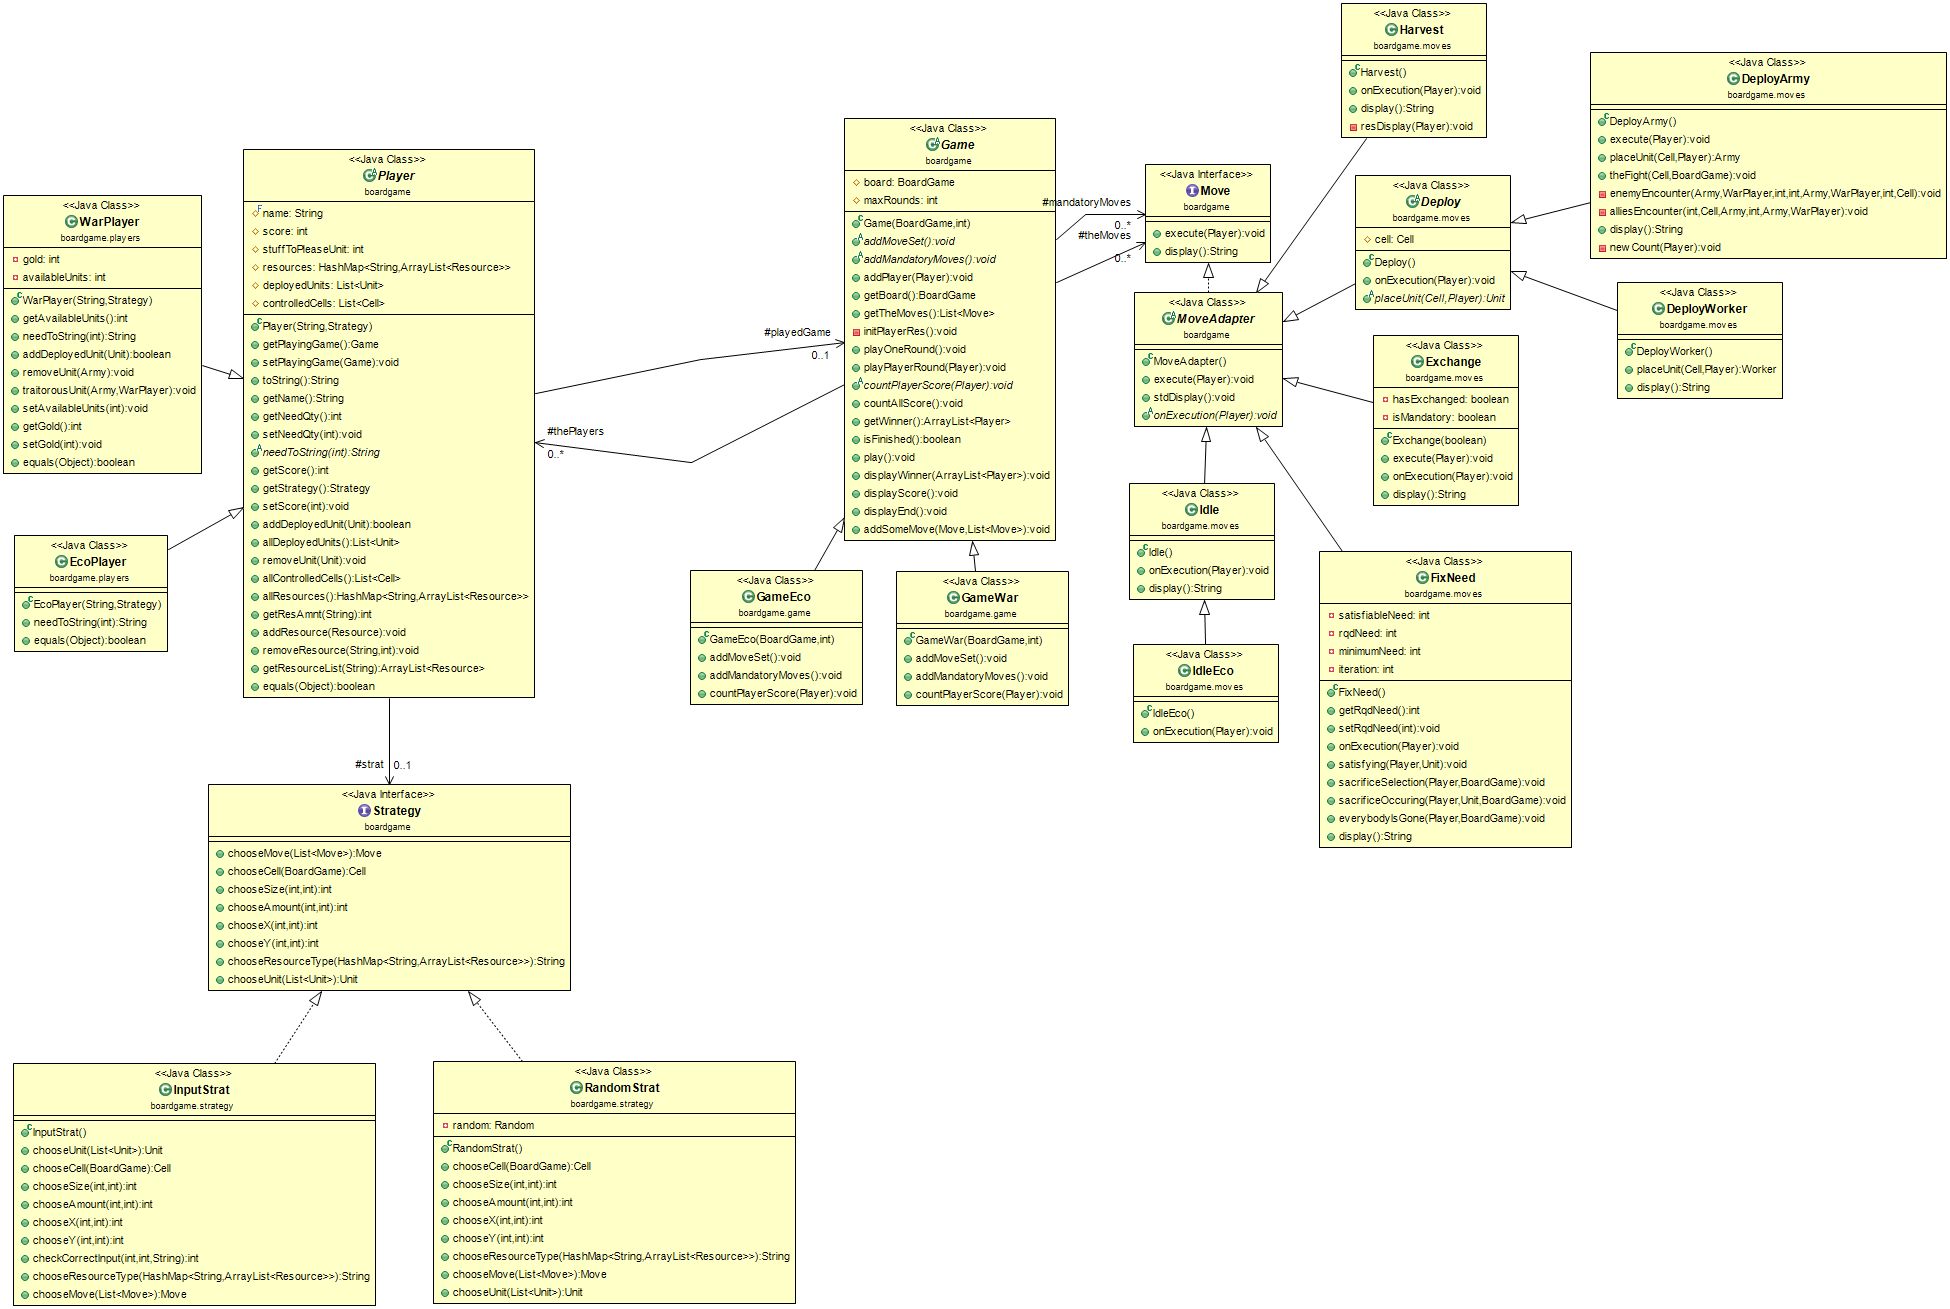 <<Java Class>>
WarPlayer
boardgame.players
gold: int
availableUnits: int
WarPlayer(String,Strategy)
getAvailableUnits():int
needToString(int):String
addDeployedUnit(Unit):boolean
removeUnit(Army):void
traitorousUnit(Army,WarPlayer):void
setAvailableUnits(int):void
getGold():int
setGold(int):void
equals(Object):boolean
<<Java Class>>
EcoPlayer
boardgame.players
EcoPlayer(String,Strategy)
needToString(int):String
equals(Object):boolean
<<Java Class>>
Player
boardgame
name: String
score: int
stuffToPleaseUnit: int
resources: HashMap<String,ArrayList<Resource>>
deployedUnits: List<Unit>
controlledCells: List<Cell>
Player(String,Strategy)
getPlayingGame():Game
setPlayingGame(Game):void
toString():String
getName():String
getNeedQty():int
setNeedQty(int):void
needToString(int):String
getScore():int
getStrategy():Strategy
setScore(int):void
addDeployedUnit(Unit):boolean
allDeployedUnits():List<Unit>
removeUnit(Unit):void
allControlledCells():List<Cell>
allResources():HashMap<String,ArrayList<Resource>>
getResAmnt(String):int
addResource(Resource):void
removeResource(String,int):void
getResourceList(String):ArrayList<Resource>
equals(Object):boolean
#playedGame
0..1
#thePlayers
0..*
#strat
0..1
<<Java Class>>
Game
boardgame
board: BoardGame
maxRounds: int
Game(BoardGame,int)
addMoveSet():void
addMandatoryMoves():void
addPlayer(Player):void
getBoard():BoardGame
getTheMoves():List<Move>
initPlayerRes():void
playOneRound():void
playPlayerRound(Player):void
countPlayerScore(Player):void
countAllScore():void
getWinner():ArrayList<Player>
isFinished():boolean
play():void
displayWinner(ArrayList<Player>):void
displayScore():void
displayEnd():void
addSomeMove(Move,List<Move>):void
#mandatoryMoves
0..*
#theMoves
0..*
<<Java Class>>
GameEco
boardgame.game
GameEco(BoardGame,int)
addMoveSet():void
addMandatoryMoves():void
countPlayerScore(Player):void
<<Java Class>>
GameWar
boardgame.game
GameWar(BoardGame,int)
addMoveSet():void
addMandatoryMoves():void
countPlayerScore(Player):void
<<Java Interface>>
Move
boardgame
execute(Player):void
display():String
<<Java Class>>
MoveAdapter
boardgame
MoveAdapter()
execute(Player):void
stdDisplay():void
onExecution(Player):void
<<Java Class>>
Harvest
boardgame.moves
Harvest()
onExecution(Player):void
display():String
resDisplay(Player):void
<<Java Class>>
Deploy
boardgame.moves
cell: Cell
Deploy()
onExecution(Player):void
placeUnit(Cell,Player):Unit
<<Java Class>>
DeployArmy
boardgame.moves
DeployArmy()
execute(Player):void
placeUnit(Cell,Player):Army
theFight(Cell,BoardGame):void
enemyEncounter(Army,WarPlayer,int,int,Army,WarPlayer,int,Cell):void
alliesEncounter(int,Cell,Army,int,Army,WarPlayer):void
display():String
newCount(Player):void
<<Java Class>>
DeployWorker
boardgame.moves
DeployWorker()
placeUnit(Cell,Player):Worker
display():String
<<Java Class>>
Exchange
boardgame.moves
hasExchanged: boolean
isMandatory: boolean
Exchange(boolean)
execute(Player):void
onExecution(Player):void
display():String
<<Java Class>>
Idle
boardgame.moves
Idle()
onExecution(Player):void
display():String
<<Java Class>>
IdleEco
boardgame.moves
IdleEco()
onExecution(Player):void
<<Java Class>>
FixNeed
boardgame.moves
satisfiableNeed: int
rqdNeed: int
minimumNeed: int
iteration: int
FixNeed()
getRqdNeed():int
setRqdNeed(int):void
onExecution(Player):void
satisfying(Player,Unit):void
sacrificeSelection(Player,BoardGame):void
sacrificeOccuring(Player,Unit,BoardGame):void
everybodyIsGone(Player,BoardGame):void
display():String
<<Java Interface>>
Strategy
boardgame
chooseMove(List<Move>):Move
chooseCell(BoardGame):Cell
chooseSize(int,int):int
chooseAmount(int,int):int
chooseX(int,int):int
chooseY(int,int):int
chooseResourceType(HashMap<String,ArrayList<Resource>>):String
chooseUnit(List<Unit>):Unit
<<Java Class>>
InputStrat
boardgame.strategy
InputStrat()
chooseUnit(List<Unit>):Unit
chooseCell(BoardGame):Cell
chooseSize(int,int):int
chooseAmount(int,int):int
chooseX(int,int):int
chooseY(int,int):int
checkCorrectInput(int,int,String):int
chooseResourceType(HashMap<String,ArrayList<Resource>>):String
chooseMove(List<Move>):Move
<<Java Class>>
RandomStrat
boardgame.strategy
random: Random
RandomStrat()
chooseCell(BoardGame):Cell
chooseSize(int,int):int
chooseAmount(int,int):int
chooseX(int,int):int
chooseY(int,int):int
chooseResourceType(HashMap<String,ArrayList<Resource>>):String
chooseMove(List<Move>):Move
chooseUnit(List<Unit>):Unit